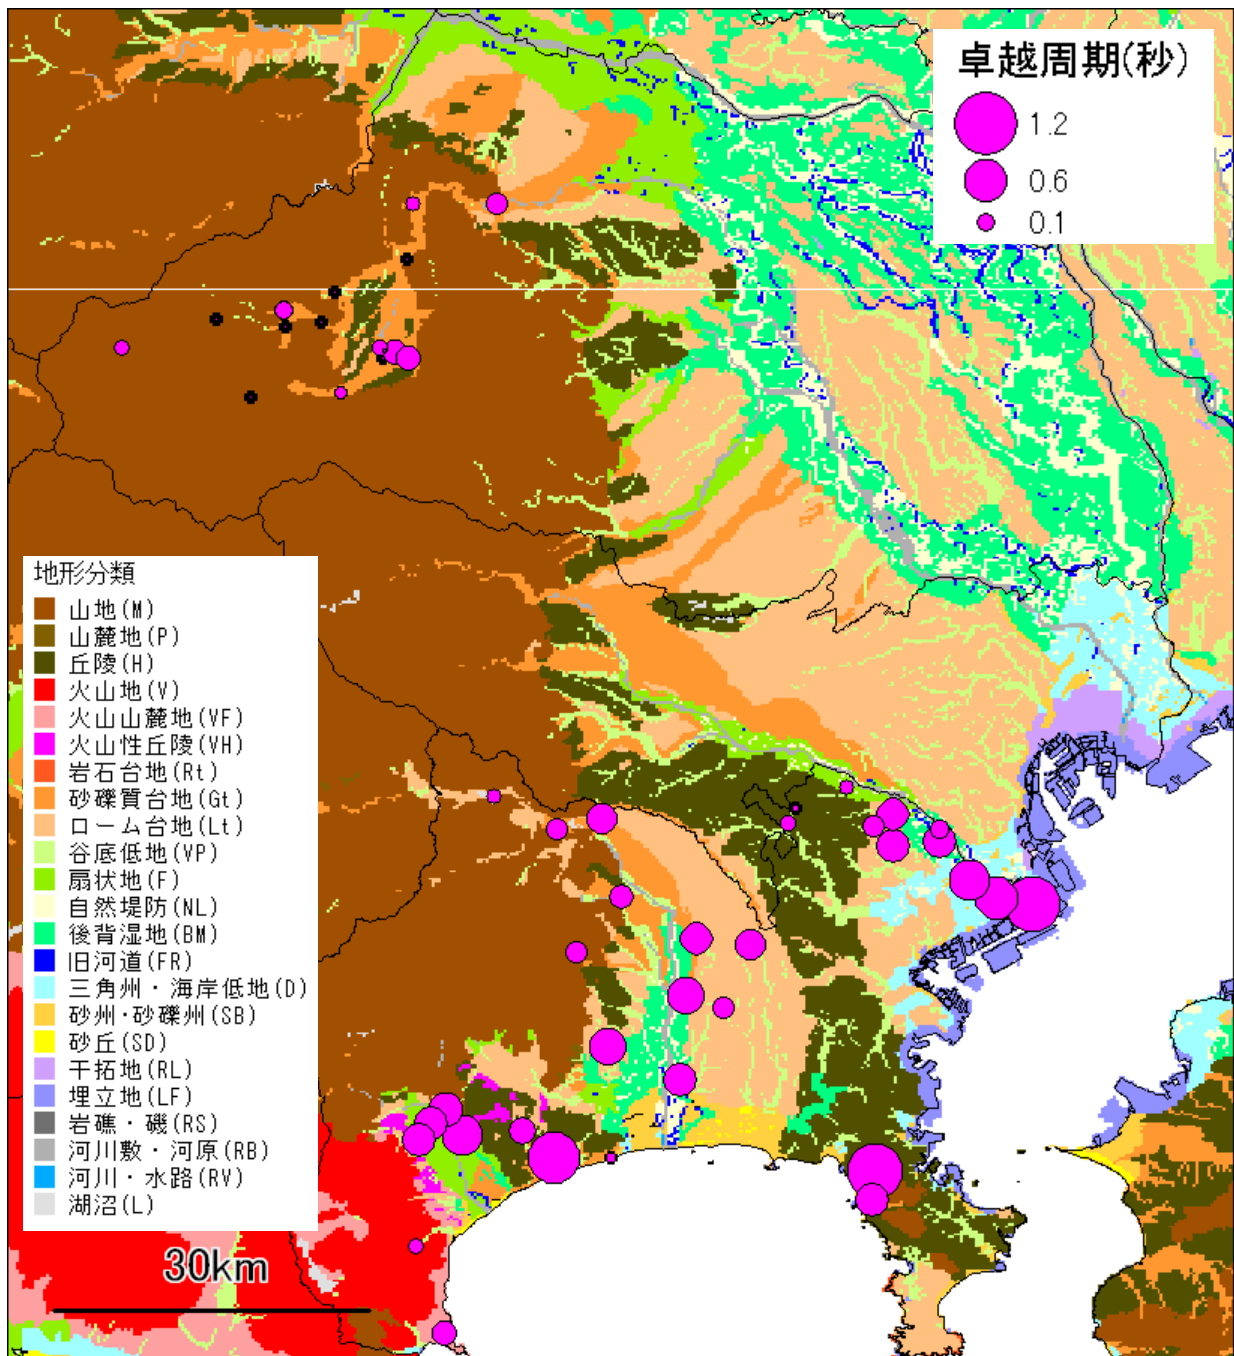 卓越周期(秒)
1.2
0.6
0.1
地形分類
山地(M)
山麓地(P)
丘陵(H)
火山地(V)
火山山麓地(VF)
火山性丘陵(VH)
岩石台地(Rt)
砂礫質台地(Gt)
ローム台地(Lt)
谷底低地(VP)
扇状地(F)
自然堤防(NL)
後背湿地(BM)
旧河道(FR)
三角州・海岸低地(D)
砂州・砂礫州(SB)
砂丘(SD)
干拓地(RL)
埋立地(LF)
岩礁・磯(RS)
河川敷・河原(RB)
河川・水路(RV)
湖沼(L)
30km